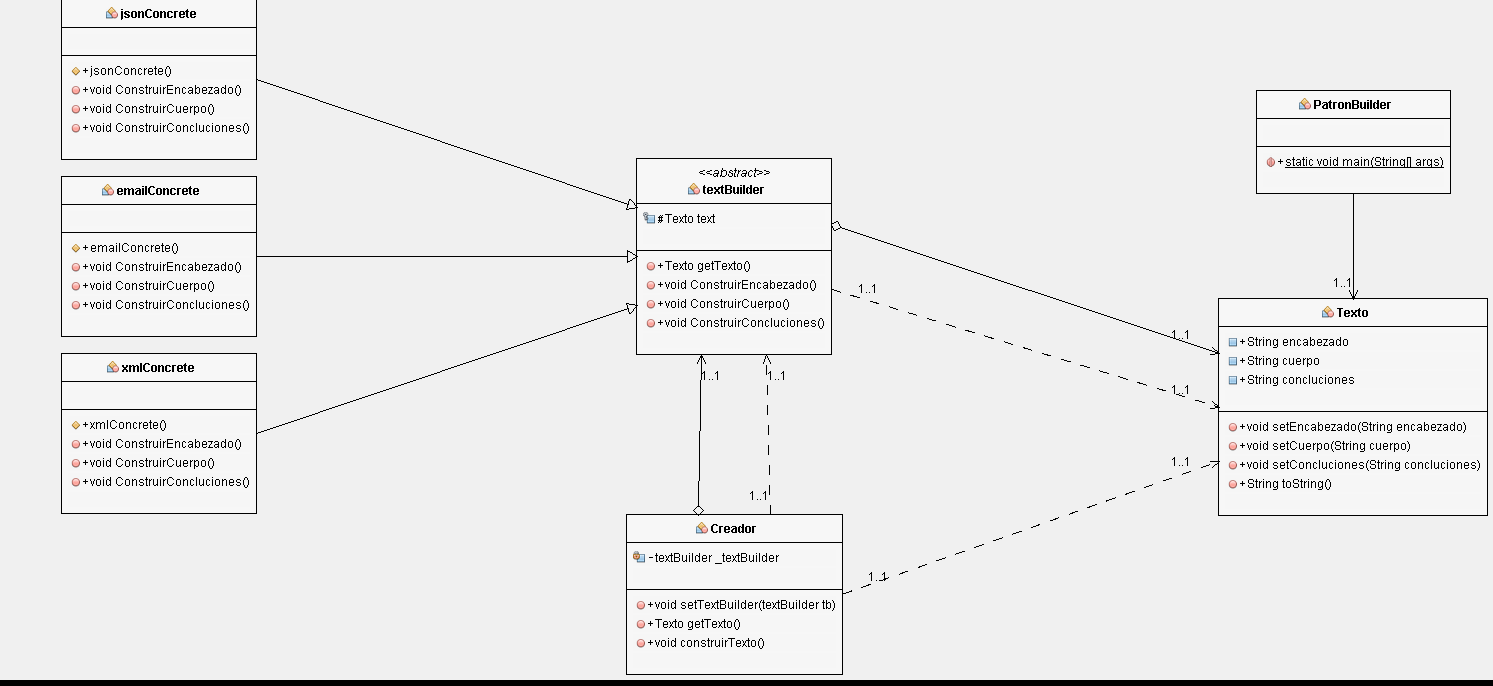 jsonConcrete
+jsonConcrete()
+void ConstruirEncabezado()
+void ConstruirCuerpo()
+void ConstruirConcluciones()
emailConcrete
+emailConcrete()
+void ConstruirEncabezado()
+void ConstruirCuerpo()
+void ConstruirConcluciones()
xmlConcrete
+xmlConcrete()
+void ConstruirEncabezado()
+void ConstruirCuerpo()
+void ConstruirConcluciones()
<<abstract>>
textBuilder
#Texto text
+Texto getTexto()
+void ConstruirEncabezado()
+void ConstruirCuerpo()
+void ConstruirConcluciones()
1..1
1..1
1..1
Creador
-textBuilder _textBuilder
+void setTextBuilder(textBuilder tb)
+Texto getTexto()
+void construirTexto()
1..1
1..1
1..1
1..1
1..1
PatronBuilder
+static void main(String[] args)
1..1
Texto
+String encabezado
+String cuerpo
+String concluciones
+void setEncabezado(String encabezado)
+void setCuerpo(String cuerpo)
+void setConcluciones(String concluciones)
+String toString()